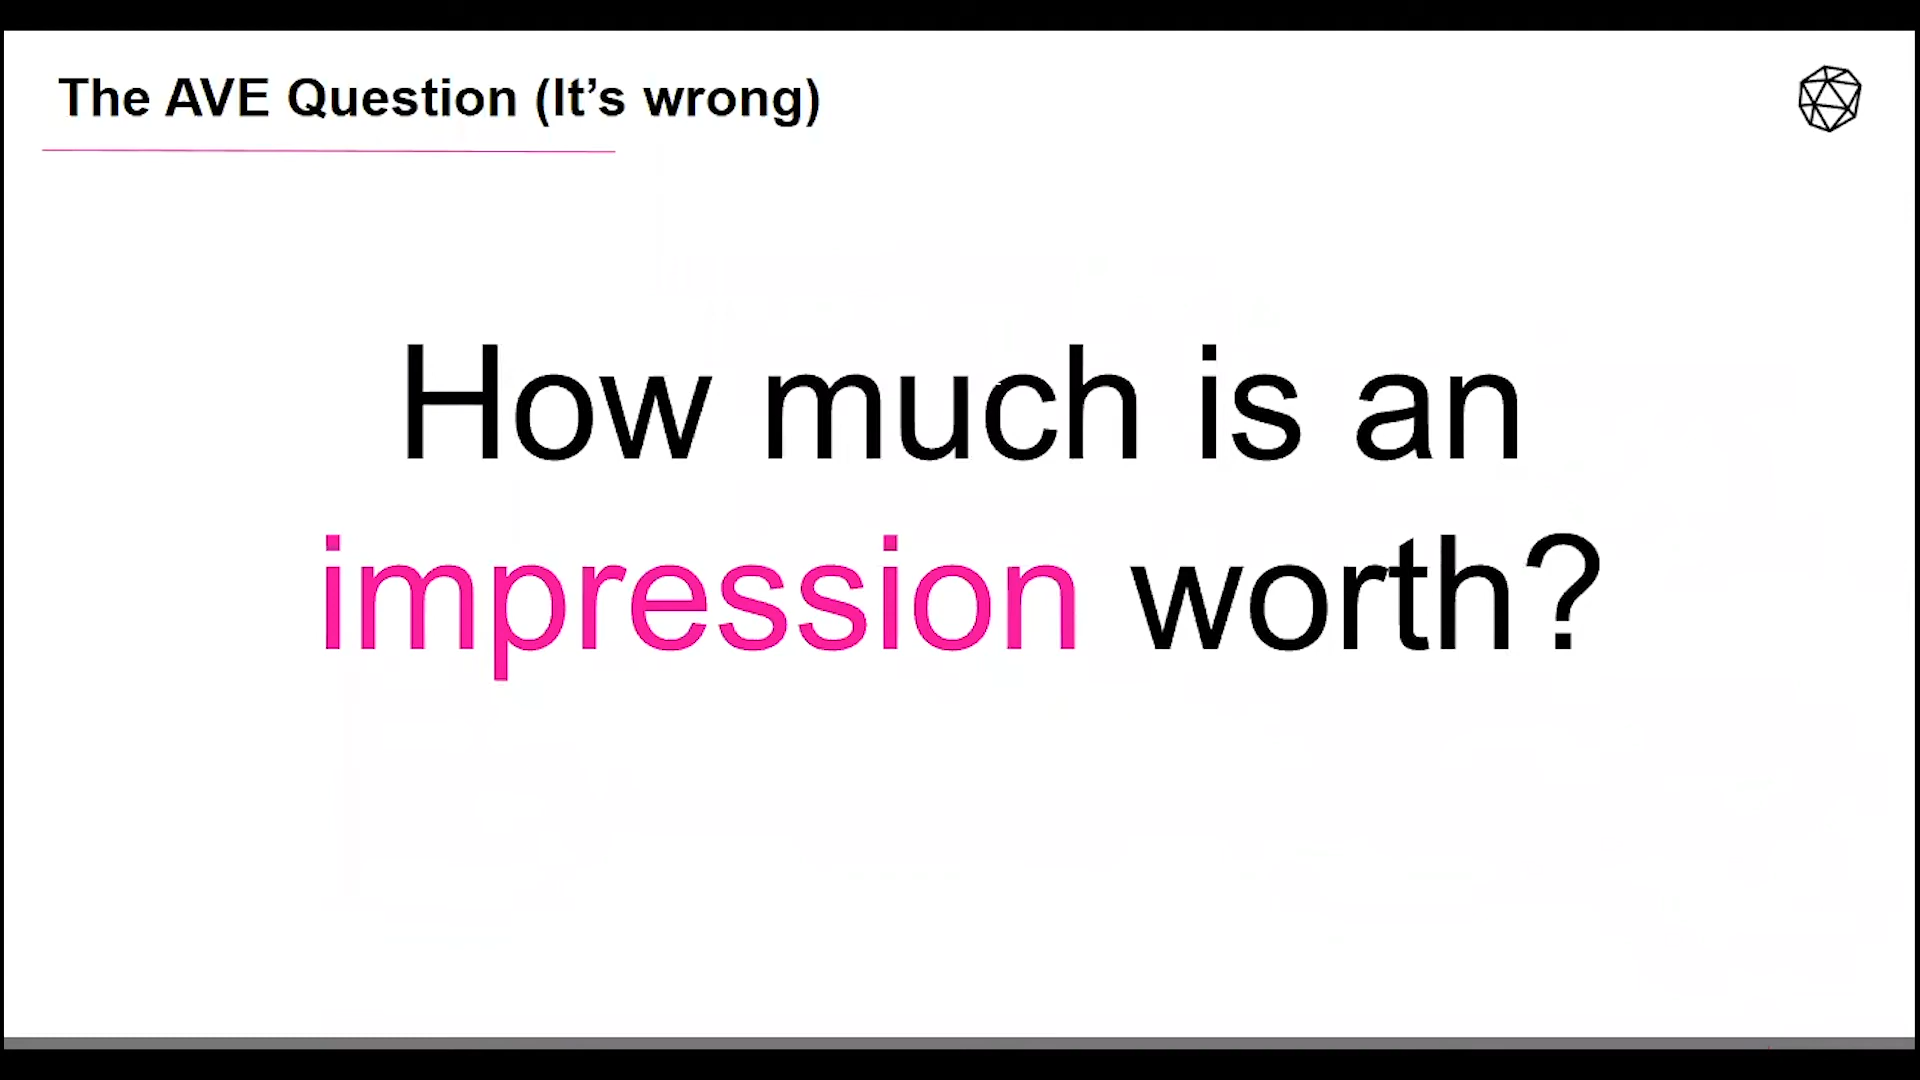 The AVE Question (It’s wrong)
How much is an
impression worth?